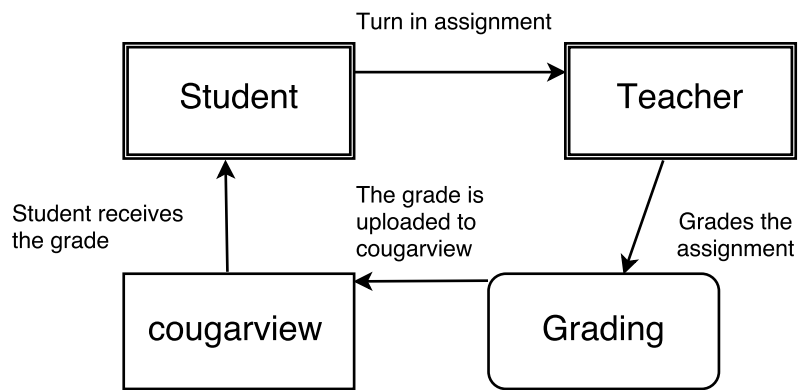 Turn in assignment
Student
Teacher
Student receives
the grade
The grade is
uploaded to
cougarview
Grades the
assignment
cougarview
Grading